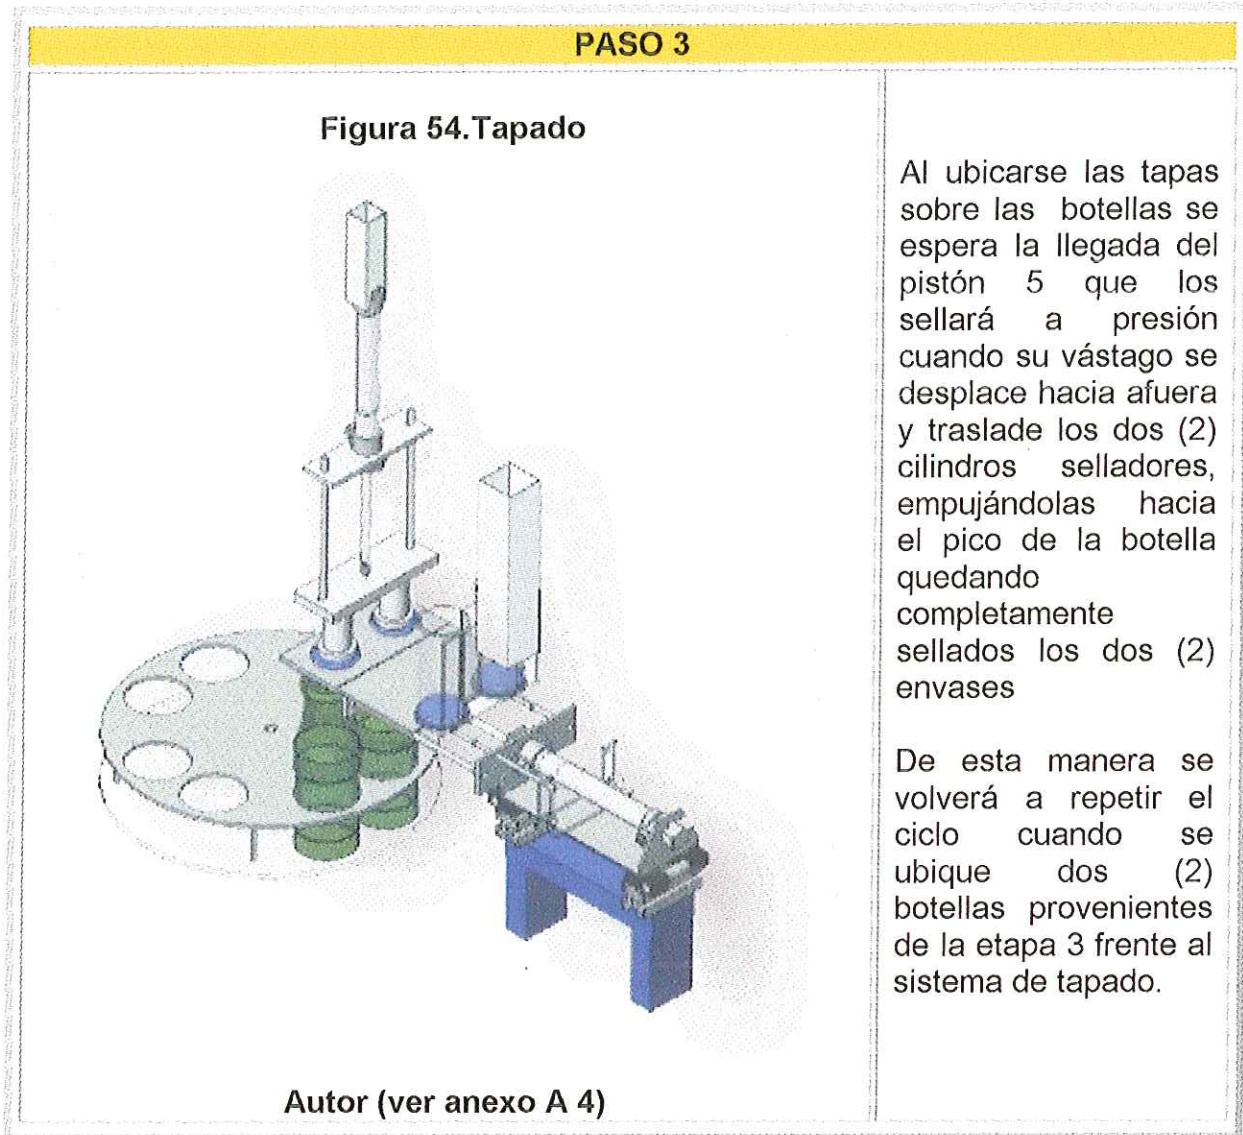 PASO 3
Figura 54.Tapado
Al ubicarse las tapas
sobre las botellas se
espera la llegada del
pistón 5 que los
sellará a presión
cuando su vástago se
desplace hacia afuera
y traslade los dos (2)
cilindros selladores,
empujándolas hacia
el pico de la botella
quedando
completamente
sellados los dos (2)
envases
De esta manera se
volverá a repetir el
ciclo cuando se
ubique dos (2)
botellas provenientes
de la etapa 3 frente al
sistema de tapado.
Autor (ver anexo A 4)